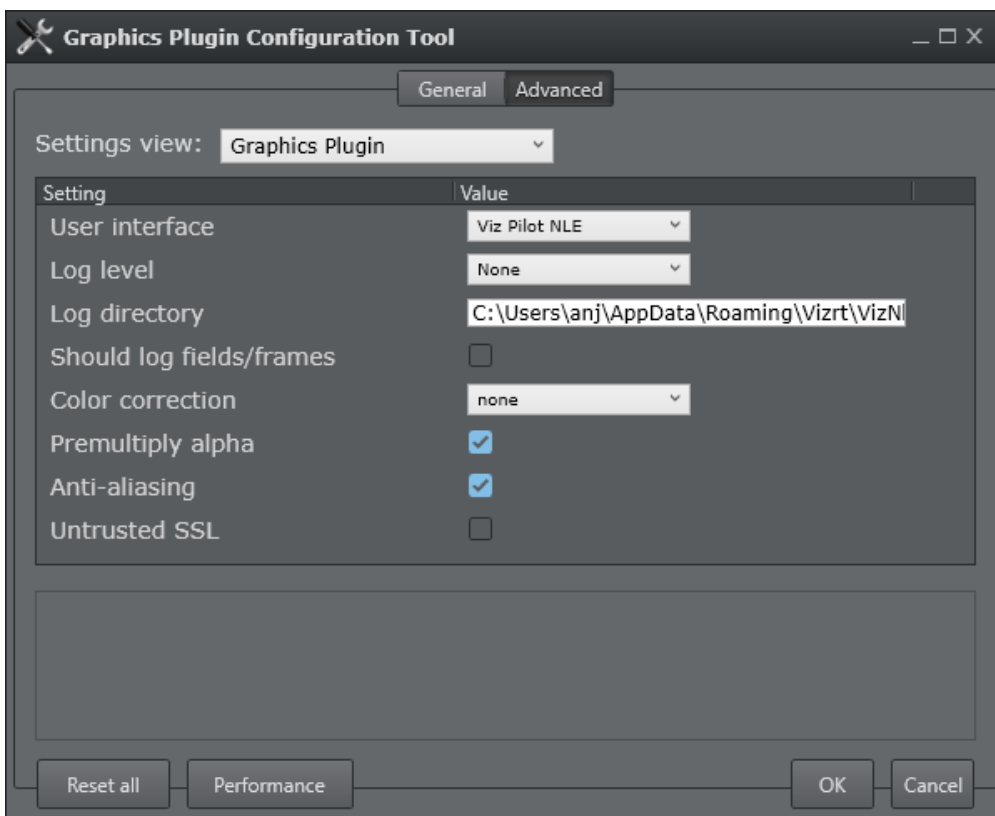 Graphics Plugin Configuration Tool
General Advanced
Settings view: Graphics Plugin
Setting Value
User interface Viz Pilot NLE
Log level None
Log directory C:\Users\anj\AppData\Roaming\Vizrt\VizN
Should log fields/frames
Color correction none
Premultiply alpha
Anti-aliasing
Untrusted SSL
Reset all Performance OK Cancel